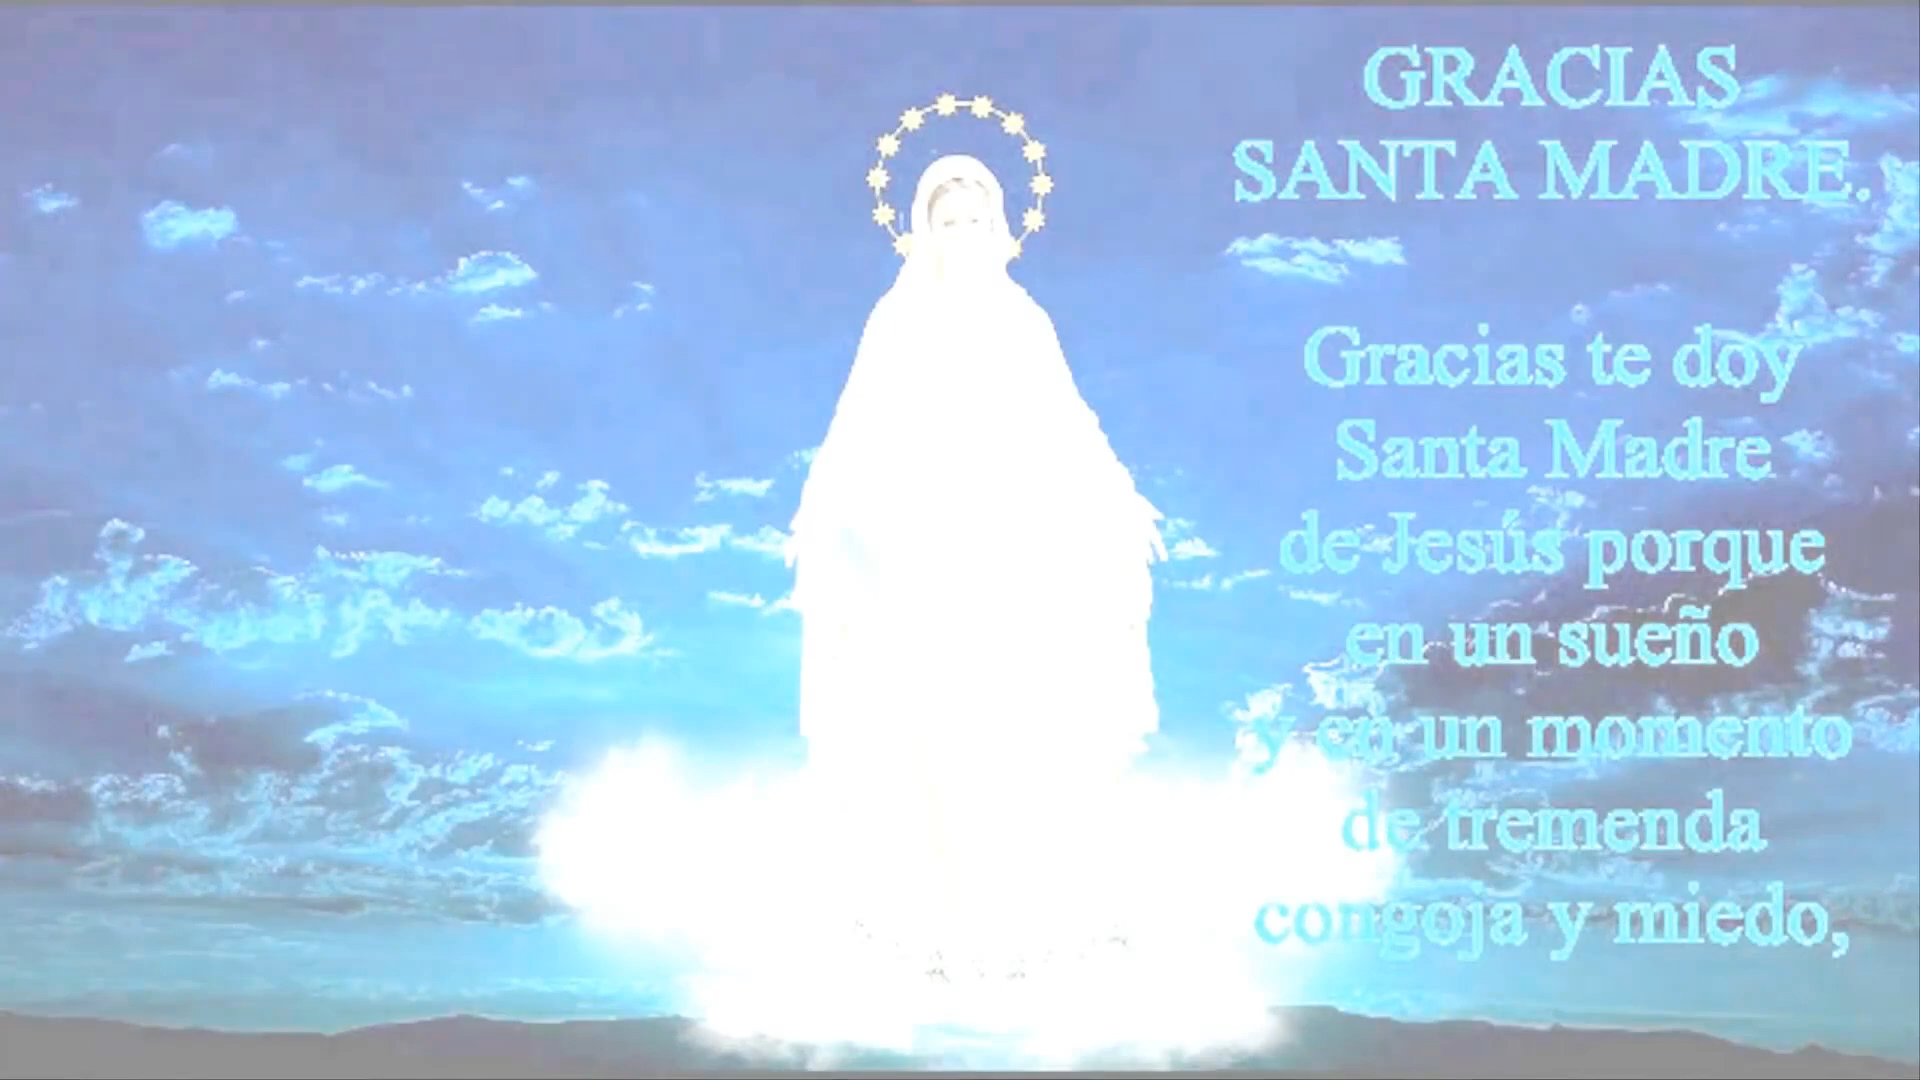 GRACIAS
SANTA MADRE.
Gracias te doy
Santa Madre
de Jesús porque
en un sueño
y en un momento
de tremenda
congoja y miedo,